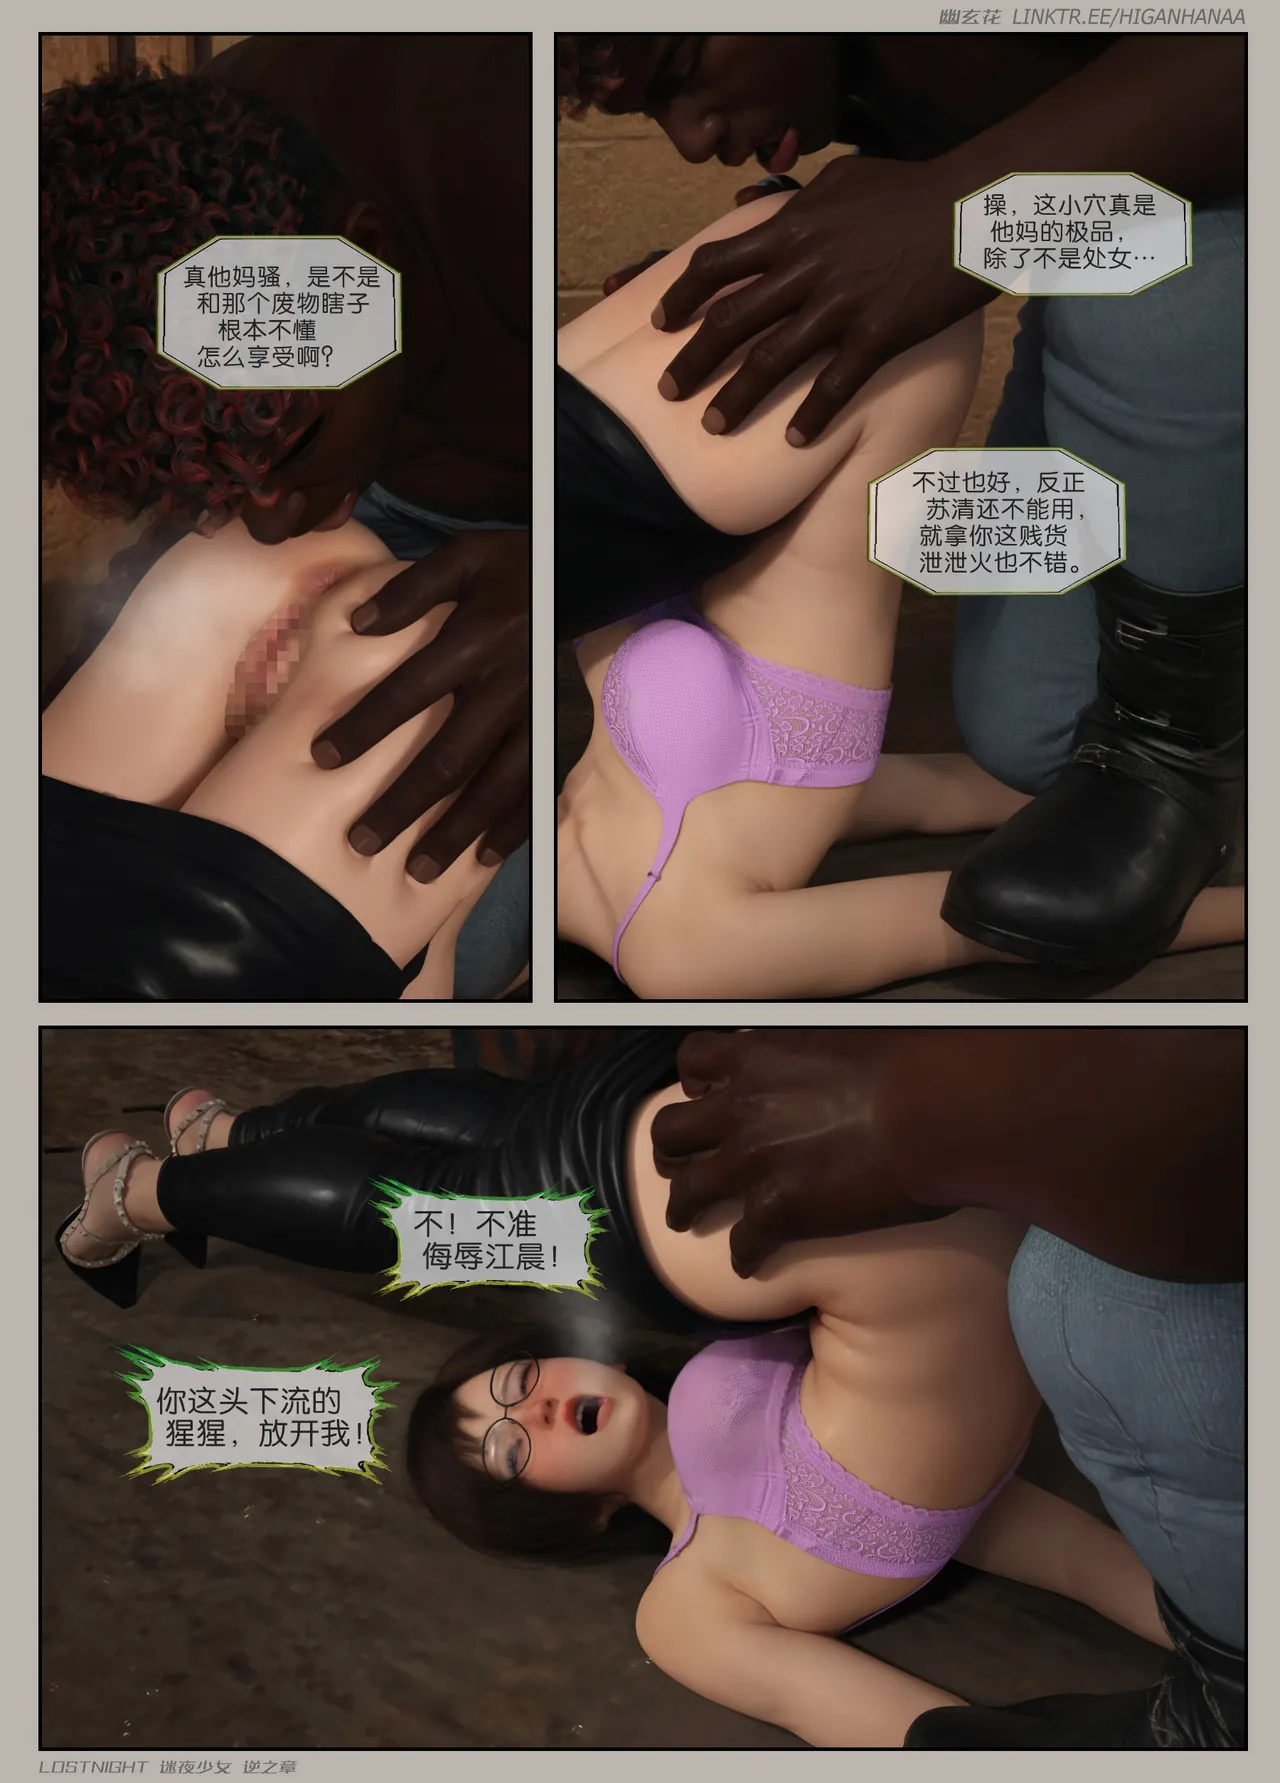 幽玄花 LINKTR.EE/HIGANHANAA
真他妈骚，是不是
和那个废物瞎子
根本不懂
怎么享受啊?
操，这小穴真是
他妈的极品，
除了不是处女…
不过也好，反正
苏清还不能用，
就拿你这贱货
泄泄火也不错。
不！不准
侮辱江晨！
你这头下流的
猩猩，放开我！
LOSTNIGHT 迷夜少女 逆之章